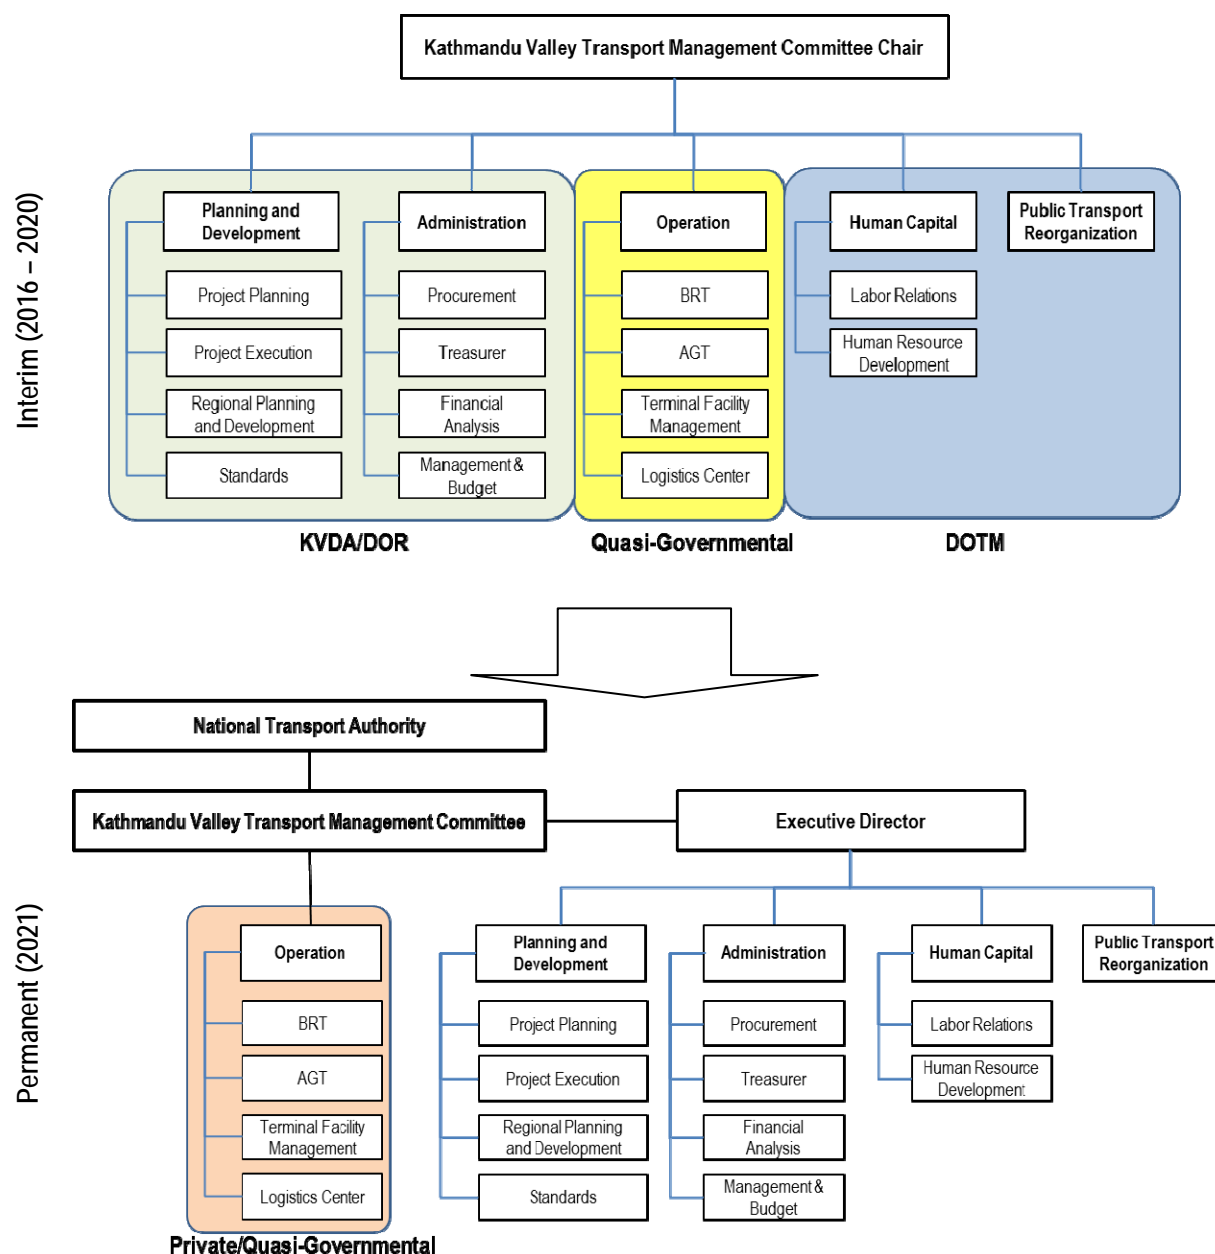 Kathmandu Valley Transport Management Committee Chair
Interim (2016 – 2020)
Planning and
Development
Project Planning
Project Execution
Regional Planning
and Development
Standards
Administration
Procurement
Treasurer
Financial
Analysis
Management &
Budget
Operation
BRT
AGT
Terminal Facility
Management
Logistics Center
Human Capital
Labor Relations
Human Resource
Development
Public Transport
Reorganization
KVDA/DOR
Quasi-Governmental
DOTM
National Transport Authority
Kathmandu Valley Transport Management Committee
Executive Director
Permanent (2021)
Operation
BRT
AGT
Terminal Facility
Management
Logistics Center
Private/Quasi-Governmental
Planning and
Development
Project Planning
Project Execution
Regional Planning
and Development
Standards
Administration
Procurement
Treasurer
Financial
Analysis
Management &
Budget
Human Capital
Labor Relations
Human Resource
Development
Public Transport
Reorganization